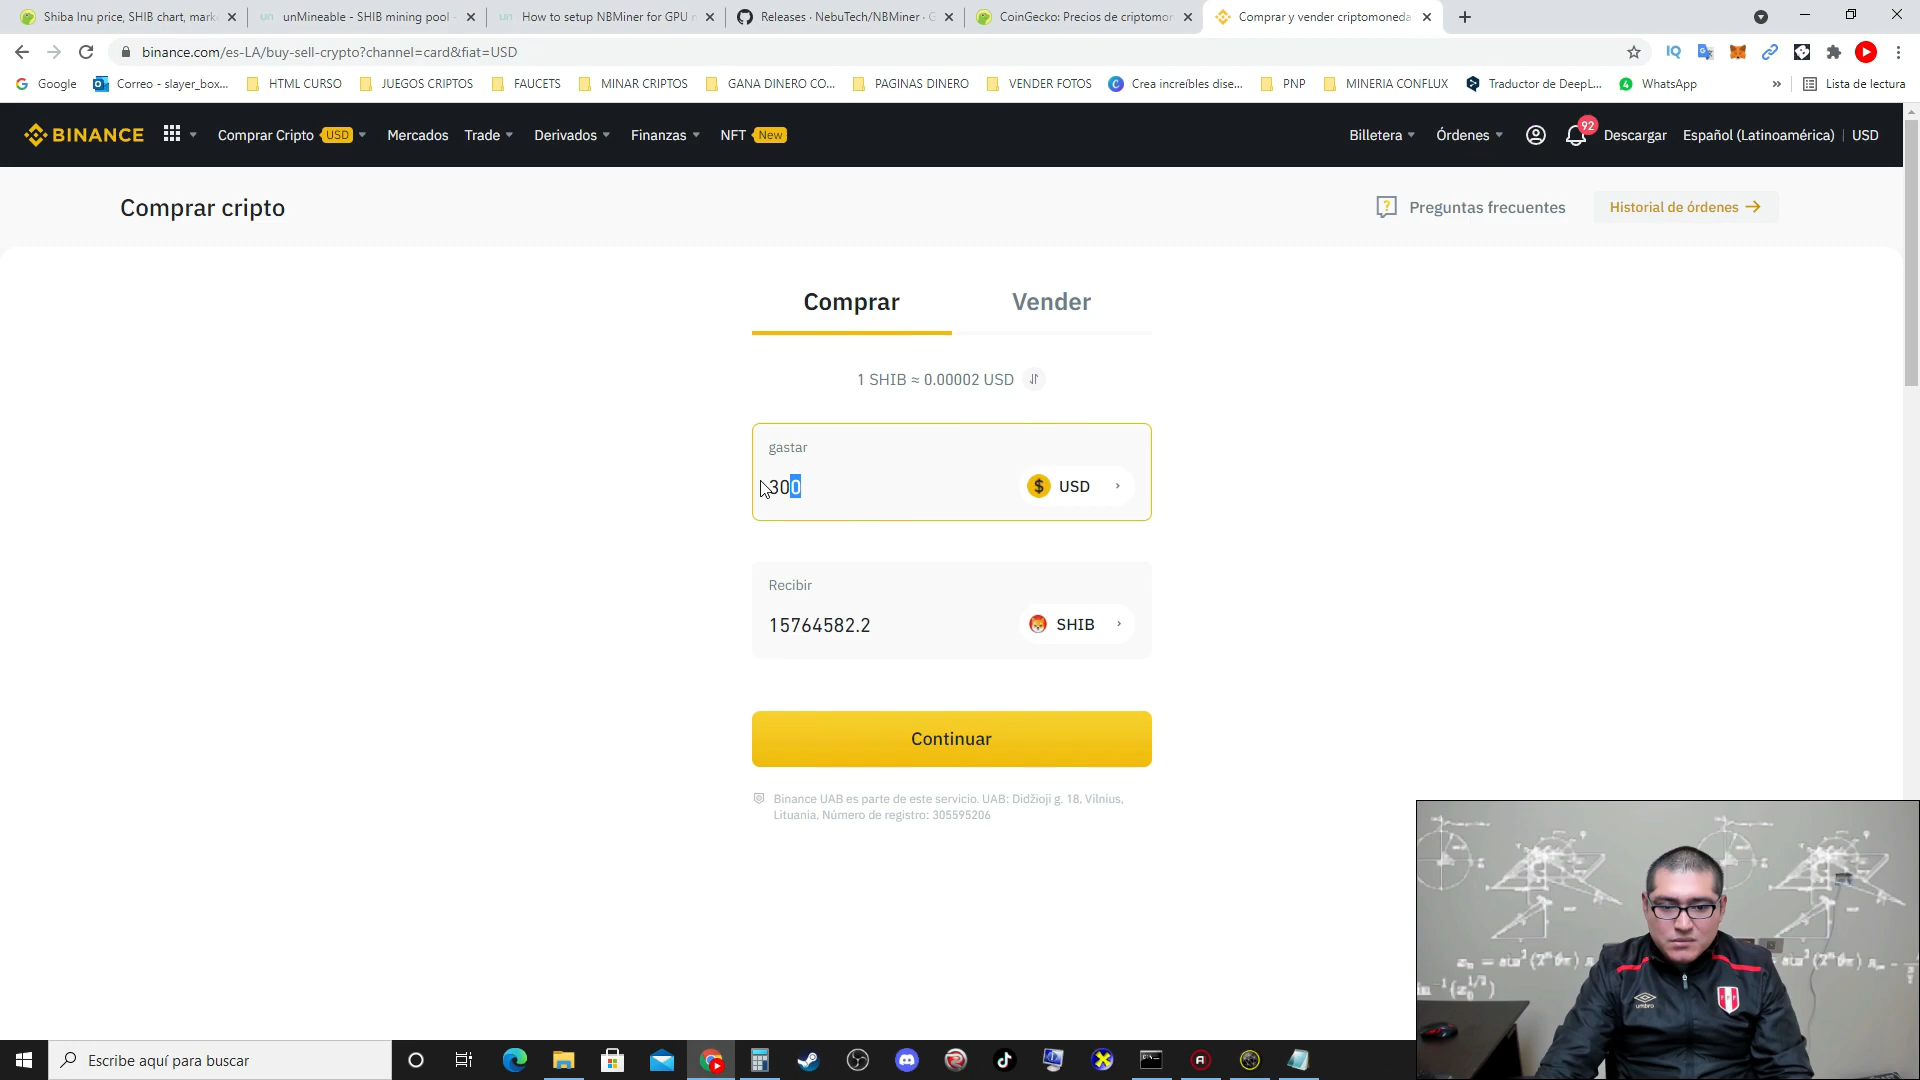 Shiba Inu price, SHIB chart, mark
unMineable - SHIB mining pool -
How to setup NBMiner for GPU
Releases · NebuTech/NBMiner · G
CoinGecko: Precios de criptomon
Comprar y vender criptomoneda
binance.com/es-LA/buy-sell-crypto?channel=card&fiat=USD
IQ
Google
Correo - slayer_box...
HTML CURSO
JUEGOS CRIPTOS
FAUCETS
MINAR CRIPTOS
GANA DINERO CO...
PAGINAS DINERO
VENDER FOTOS
Crea increíbles dise...
PNP
MINERIA CONFLUX
Traductor de DeepL...
4
WhatsApp
»
Lista de lectura
BINANCE
Comprar Cripto USD
Mercados
Trade
Derivados
Finanzas
NFT New
Billetera
Órdenes
92
Descargar
Español (Latinoamérica) | USD
Comprar cripto
Preguntas frecuentes
Historial de órdenes →
Comprar
Vender
1 SHIB ≈ 0.00002 USD
gastar
300
$ USD
Recibir
15764582.2
SHIB
Continuar
Binance UAB es parte de este servicio. UAB: Didžioji g. 18, Vilnius,
Lituania, Número de registro: 305595206
umbro
Escribe aquí para buscar